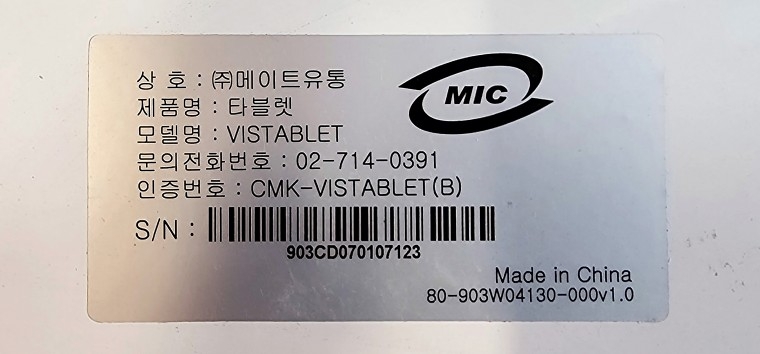 상 호 : ㈜메이트유통
제품명 : 타블렛
모델명 : VISTABLET
문의전화번호 : 02-714-0391
인증번호 : CMK-VISTABLET(B)
S/N :
903CD070107123
MIC
Made in China
80-903W04130-000v1.0